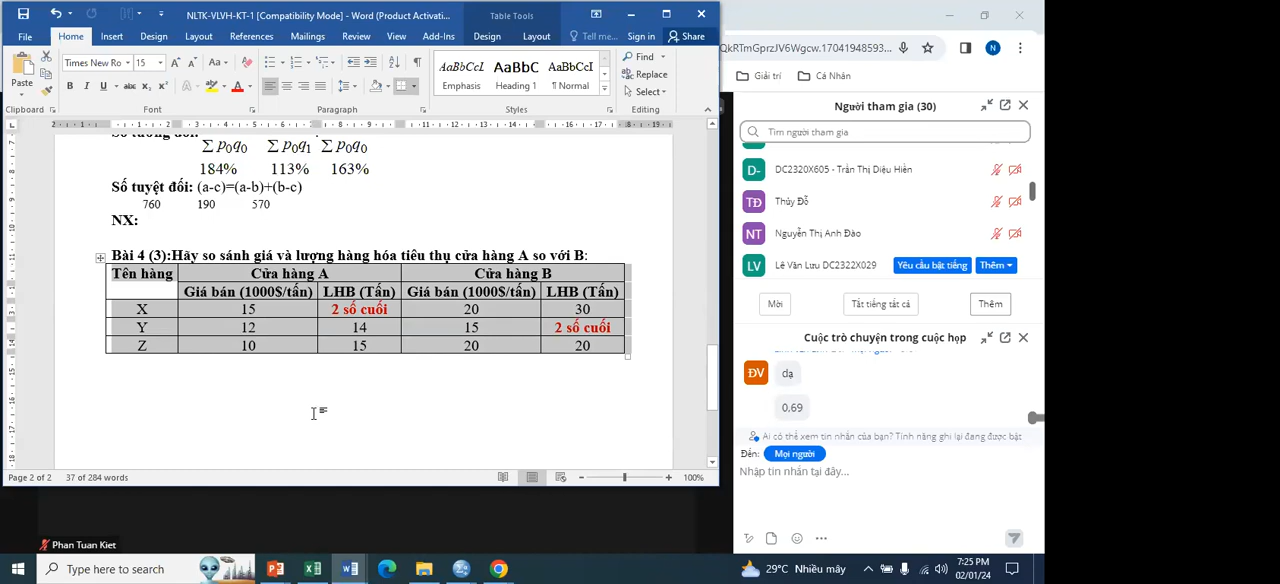 NLTK-VLVH-KT-1 [Compatibility Mode] - Word (Product Activati...
Table Tools
File Home Insert Design Layout References Mailings Review View Add-Ins Design Layout Tell me... Sign in Share
Paste
Clipboard
Times New Ro 15
Font
Paragraph
AaBbCcI AaBbC AaBbCcI
Emphasis Heading 1 ¶ Normal
Styles
Find
Replace
Select
Editing
∑ p0q0 ∑ p0q1 ∑ p0q0
184% 113% 163%
Số tuyệt đối: (a-c)=(a-b)+(b-c)
760 190 570
NX:
Bài 4 (3):Hãy so sánh giá và lượng hàng hóa tiêu thụ cửa hàng A so với B:
Tên hàng Cửa hàng A Cửa hàng B
Giá bán (1000$/tấn) LHB (Tấn) Giá bán (1000$/tấn) LHB (Tấn)
X 15 2 số cuối 20 30
Y 12 14 15 2 số cuối
Z 10 15 20 20
Page 2 of 2 37 of 284 words
100%
Phan Tuan Kiet
QkRTmGprzJV6Wgcw.17041948593...
N
Giải trí Cá Nhân
Người tham gia (30)
Tìm người tham gia
D- DC2320X605 - Trần Thị Diệu Hiền
TĐ Thủy Đỗ
NT Nguyễn Thị Anh Đào
LV Lê Văn Lưu DC2322X029 Yêu cầu bật tiếng Thêm
Mời Tắt tiếng tất cả Thêm
Cuộc trò chuyện trong cuộc họp
ĐV dạ
0.69
Ai có thể xem tin nhắn của bạn? Tính năng ghi lại đang được bật
Đến: Mọi người
Nhập tin nhắn tại đây...
Type here to search
29°C Nhiều mây
7:25 PM
02/01/24